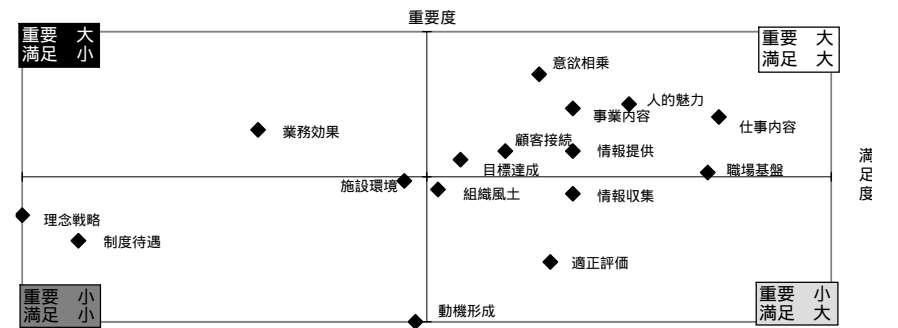 重要度
重要 大
満足 小
重要 大
満足 大
意欲相乗
人的魅力
事業内容
仕事内容
業務効果
顧客接続
情報提供
目標達成
職場基盤
満足度
施設環境
組織風土
情報収集
理念戦略
制度待遇
適正評価
重要 小
満足 小
重要 小
満足 大
動機形成